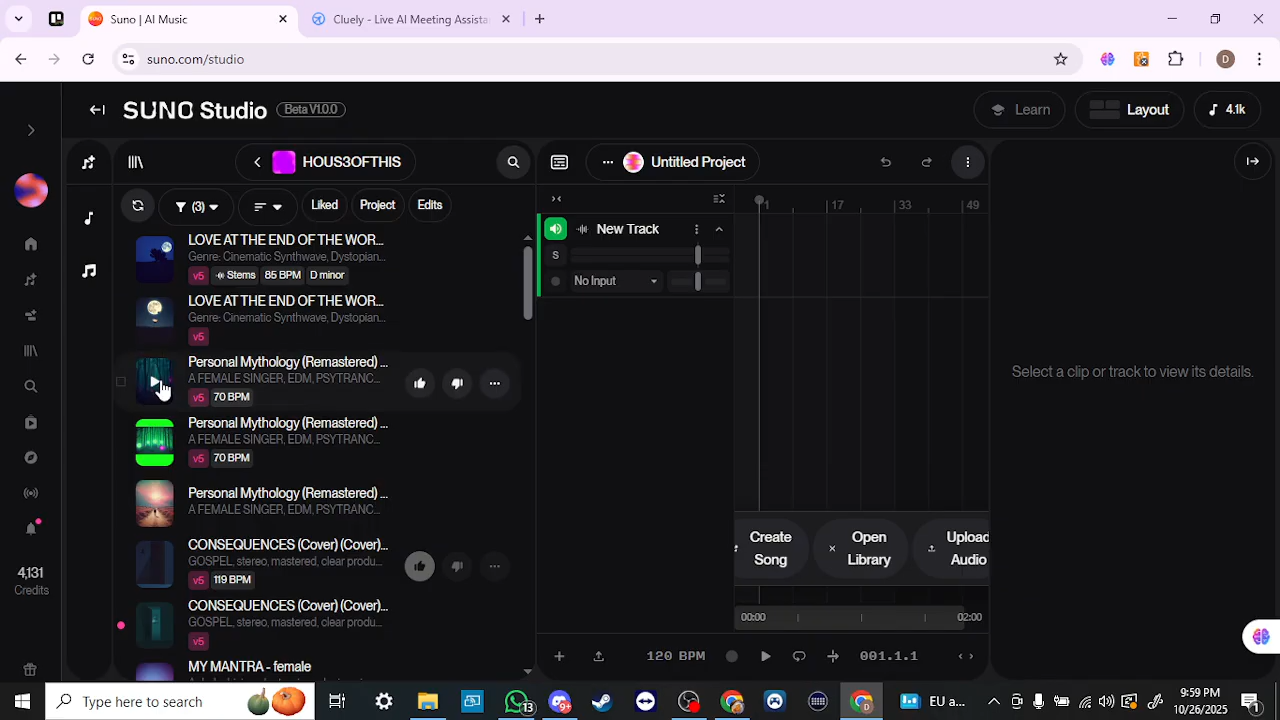 Suno | AI Music
Cluely - Live AI Meeting Assista
suno.com/studio
D
SUNO Studio
Beta V1.0.0
Learn
Layout
4.1k
HOUS3OFTHIS
Untitled Project
(3)
Liked
Project
Edits
1
17
33
49
LOVE AT THE END OF THE WOR...
Genre: Cinematic Synthwave, Dystopian...
v5
Stems
85 BPM
D minor
LOVE AT THE END OF THE WOR...
Genre: Cinematic Synthwave, Dystopian...
v5
Personal Mythology (Remastered) ...
A FEMALE SINGER, EDM, PSYTRANC...
v5
70 BPM
Personal Mythology (Remastered) ...
A FEMALE SINGER, EDM, PSYTRANC...
v5
70 BPM
Personal Mythology (Remastered) ...
A FEMALE SINGER, EDM, PSYTRANC...
CONSEQUENCES (Cover) (Cover)...
GOSPEL, stereo, mastered, clear produ...
v5
119 BPM
CONSEQUENCES (Cover) (Cover)...
GOSPEL, stereo, mastered, clear produ...
v5
MY MANTRA - female
4,131
Credits
New Track
S
No Input
Select a clip or track to view its details.
Create
Song
Open
Library
Upload
Audio
00:00
02:00
120 BPM
001.1.1
Type here to search
13
9+
EU a...
9:59 PM
10/26/2025
1